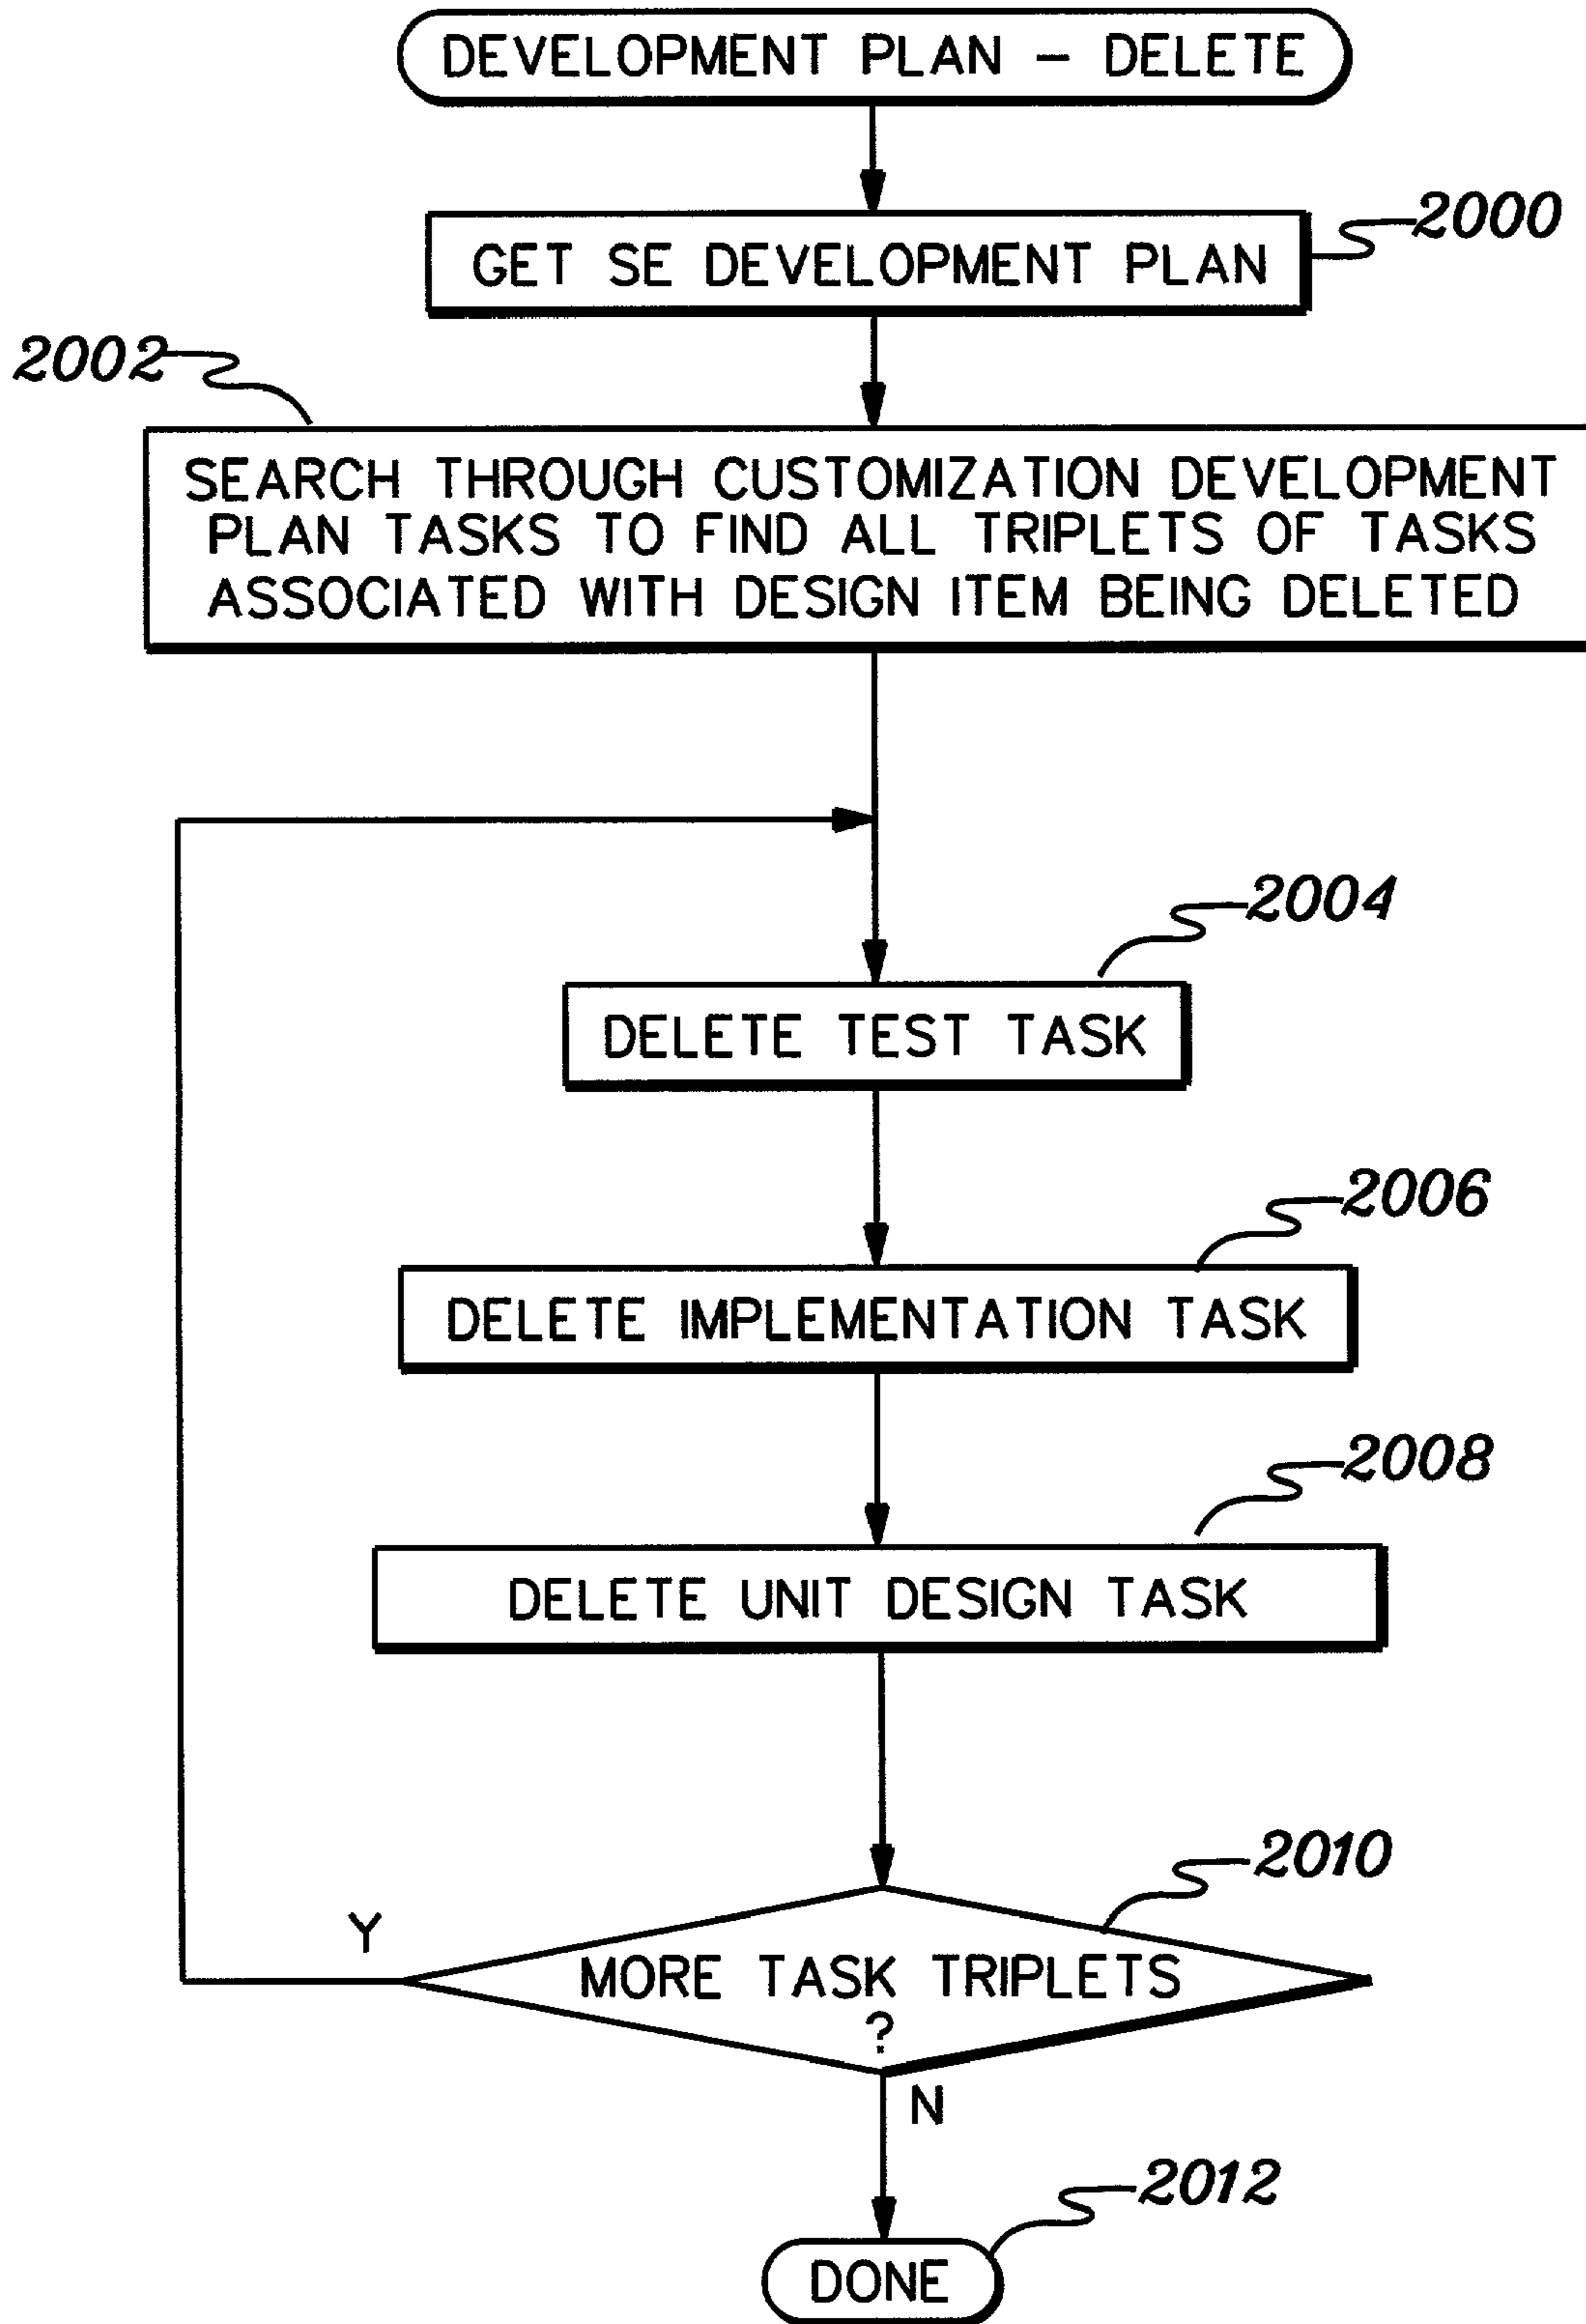 DEVELOPMENT PLAN - DELETE
2000
GET SE DEVELOPMENT PLAN
2002
SEARCH THROUGH CUSTOMIZATION DEVELOPMENT
PLAN TASKS TO FIND ALL TRIPLETS OF TASKS
ASSOCIATED WITH DESIGN ITEM BEING DELETED
2004
DELETE TEST TASK
2006
DELETE IMPLEMENTATION TASK
2008
DELETE UNIT DESIGN TASK
2010
Y
MORE TASK TRIPLETS
?
N
2012
DONE